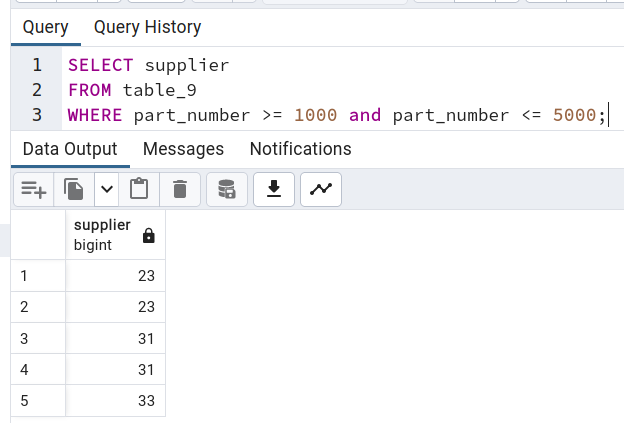 Query Query History
1 SELECT supplier
2 FROM table_9
3 WHERE part_number >= 1000 and part_number <= 5000;
Data Output Messages Notifications
supplier
bigint
1 23
2 23
3 31
4 31
5 33